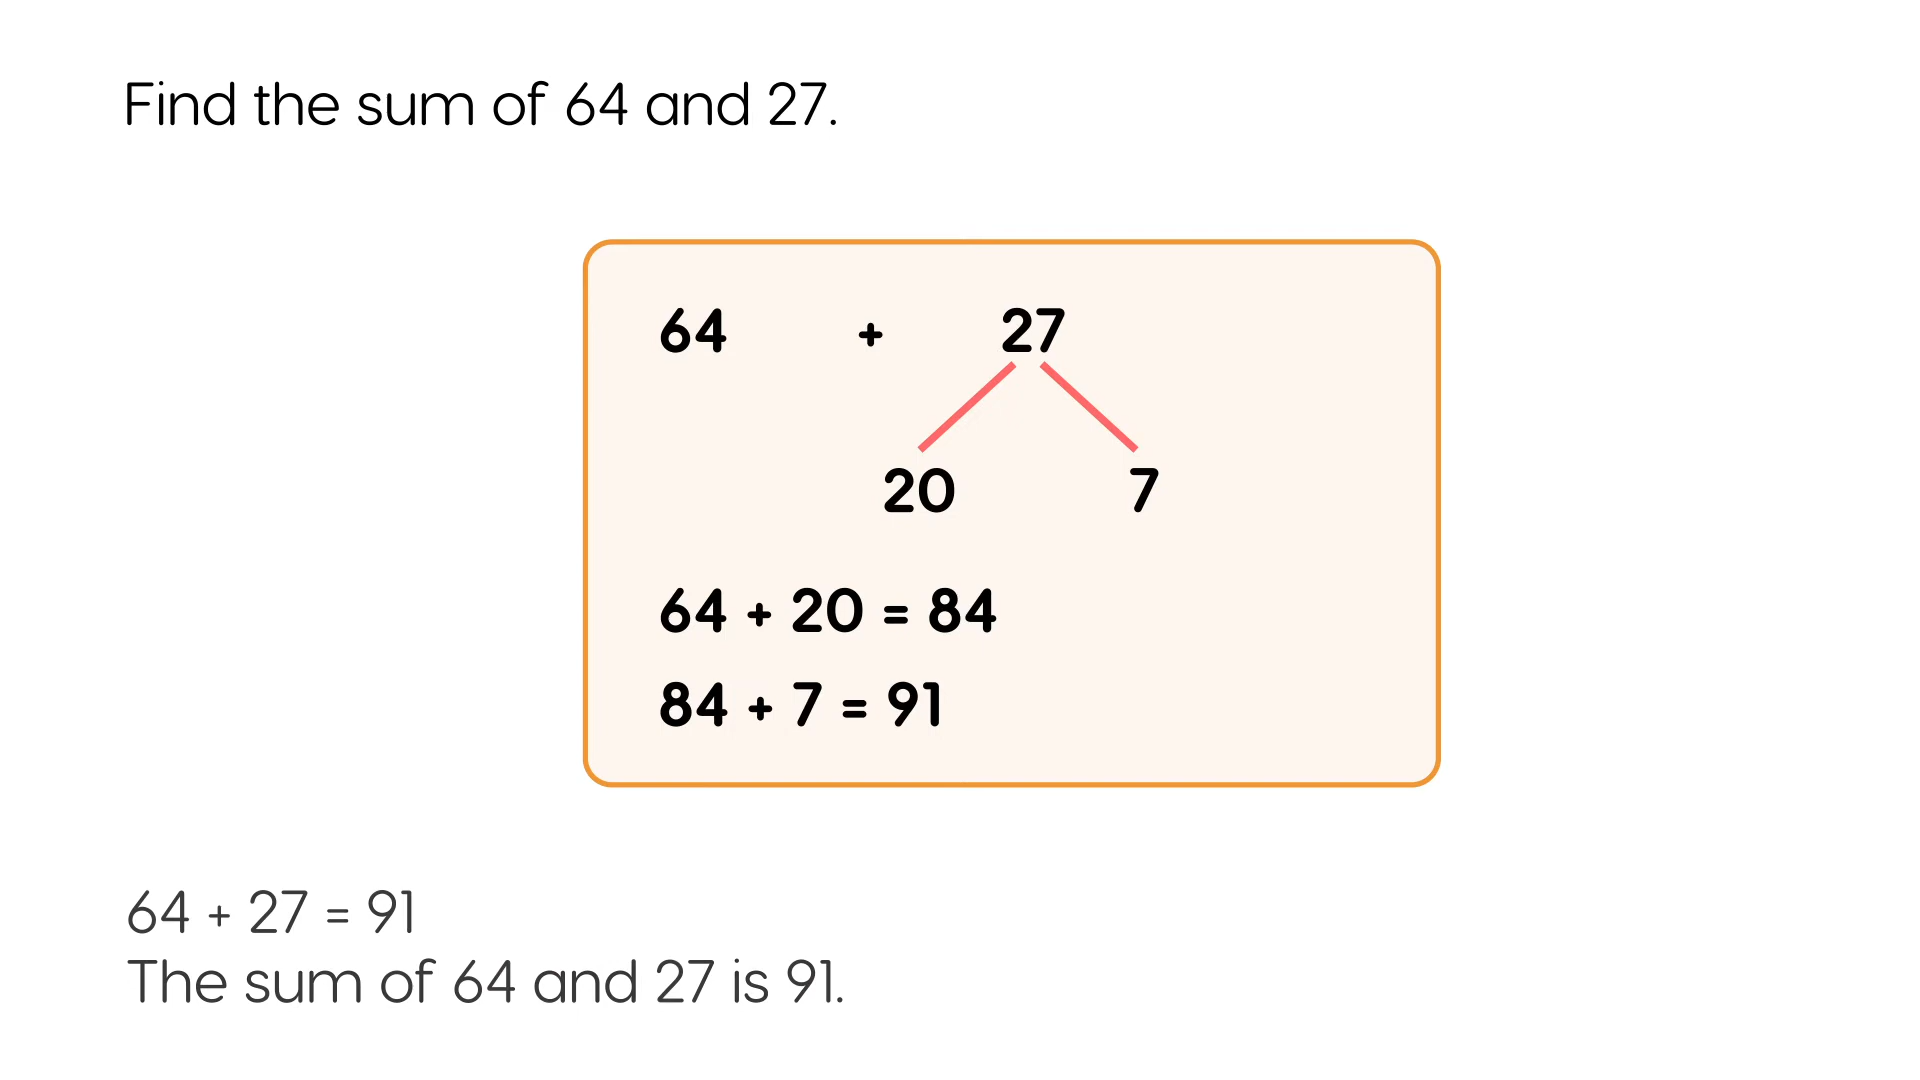 Find the sum of 64 and 27.
64 + 27
20 7
64 + 20 = 84
84 + 7 = 91
64 + 27 = 91
The sum of 64 and 27 is 91.